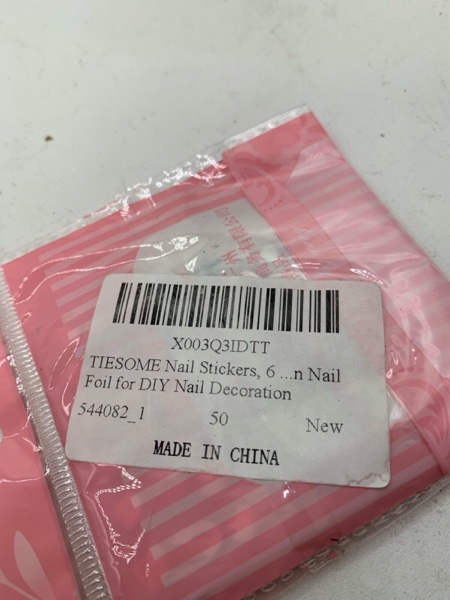 X003Q3IDTT
TIESOME Nail Stickers, 6 ...n Nail
Foil for DIY Nail Decoration
544082_1 50 New
MADE IN CHINA